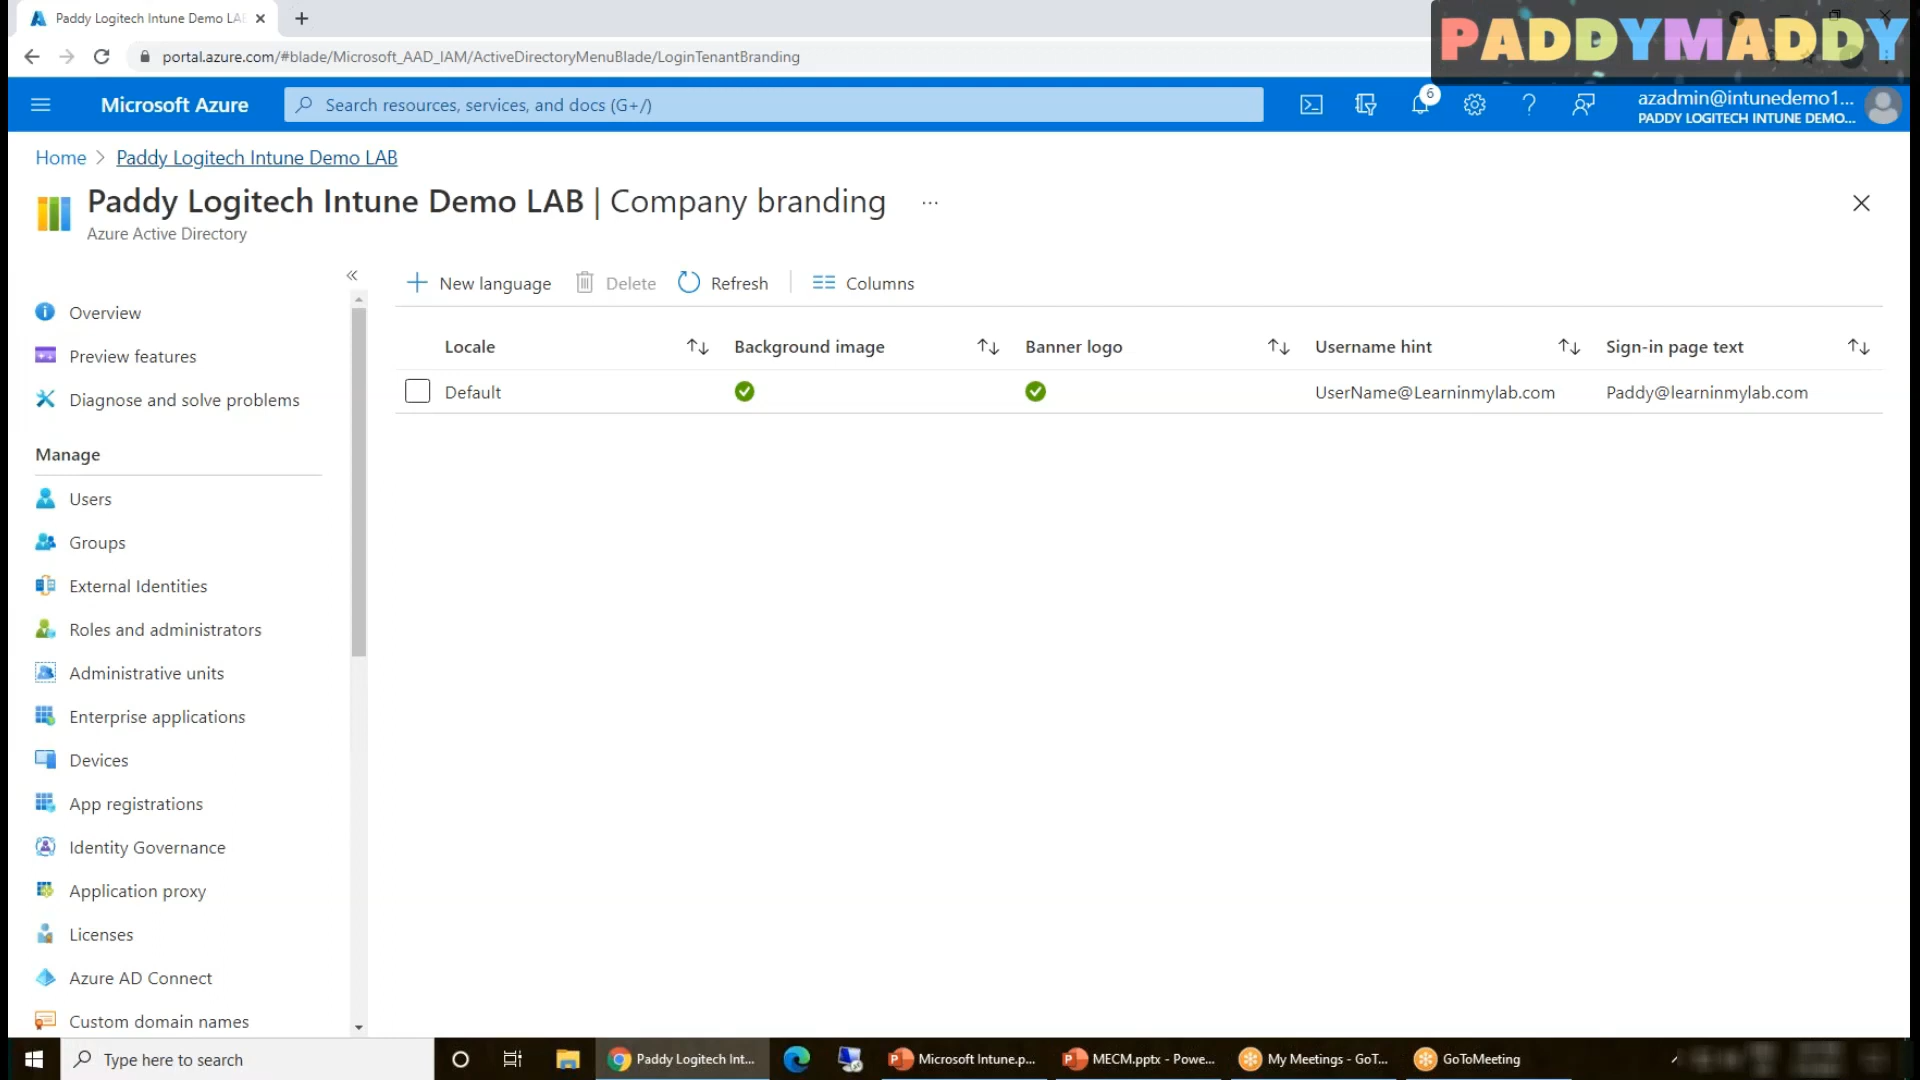 Paddy Logitech Intune Demo LA
PADDYMADDY
portal.azure.com/#blade/Microsoft_AAD_IAM/ActiveDirectoryMenuBlade/LoginTenantBranding
Microsoft Azure
Search resources, services, and docs (G+/)
6
azadmin@intunedemo1...
PADDY LOGITECH INTUNE DEMO...
Home > Paddy Logitech Intune Demo LAB
Paddy Logitech Intune Demo LAB | Company branding ...
Azure Active Directory
«
New language Delete Refresh Columns
Overview
Preview features
Diagnose and solve problems
Manage
Users
Groups
External Identities
Roles and administrators
Administrative units
Enterprise applications
Devices
App registrations
Identity Governance
Application proxy
Licenses
Azure AD Connect
Custom domain names
Locale Background image Banner logo Username hint Sign-in page text
Default UserName@Learninmylab.com Paddy@learninmylab.com
Type here to search
Paddy Logitech Int...
Microsoft Intune.p...
MECM.pptx - Powe...
My Meetings - GoT...
GoToMeeting